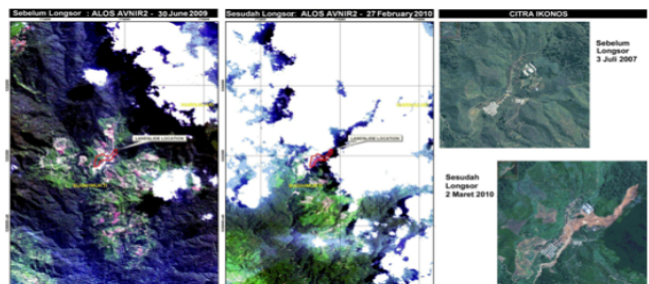 Sebelum Longsor : ALOS AVNIR2 - 30 June 2009
Sesudah Longsor: ALOS AVNIR2 - 27 February 2010
CITRA IKONOS
LANDSLIDE LOCATION
LANDSLIDE LOCATION
Sebelum
Longsor
3 Juli 2007
Sesudah
Longsor
2 Maret 2010